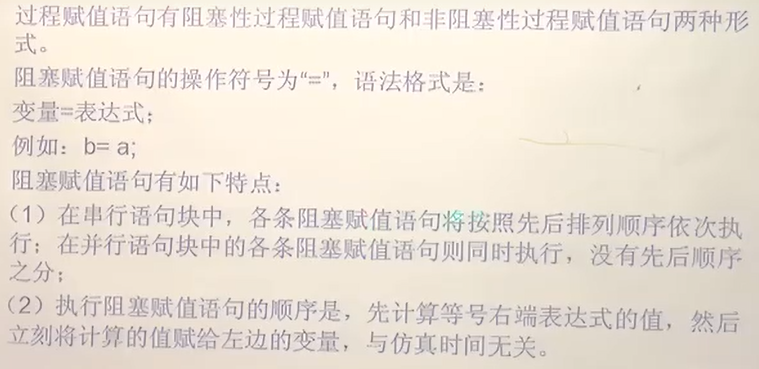 过程赋值语句有阻塞性过程赋值语句和非阻塞性过程赋值语句两种形
式。
阻塞赋值语句的操作符号为“=”，语法格式是：
变量=表达式；
例如：b= a;
阻塞赋值语句有如下特点：
（1）在串行语句块中，各条阻塞赋值语句将按照先后排列顺序依次执
行；在并行语句块中的各条阻塞赋值语句则同时执行，没有先后顺序
之分；
（2）执行阻塞赋值语句的顺序是，先计算等号右端表达式的值，然后
立刻将计算的值赋给左边的变量，与仿真时间无关。